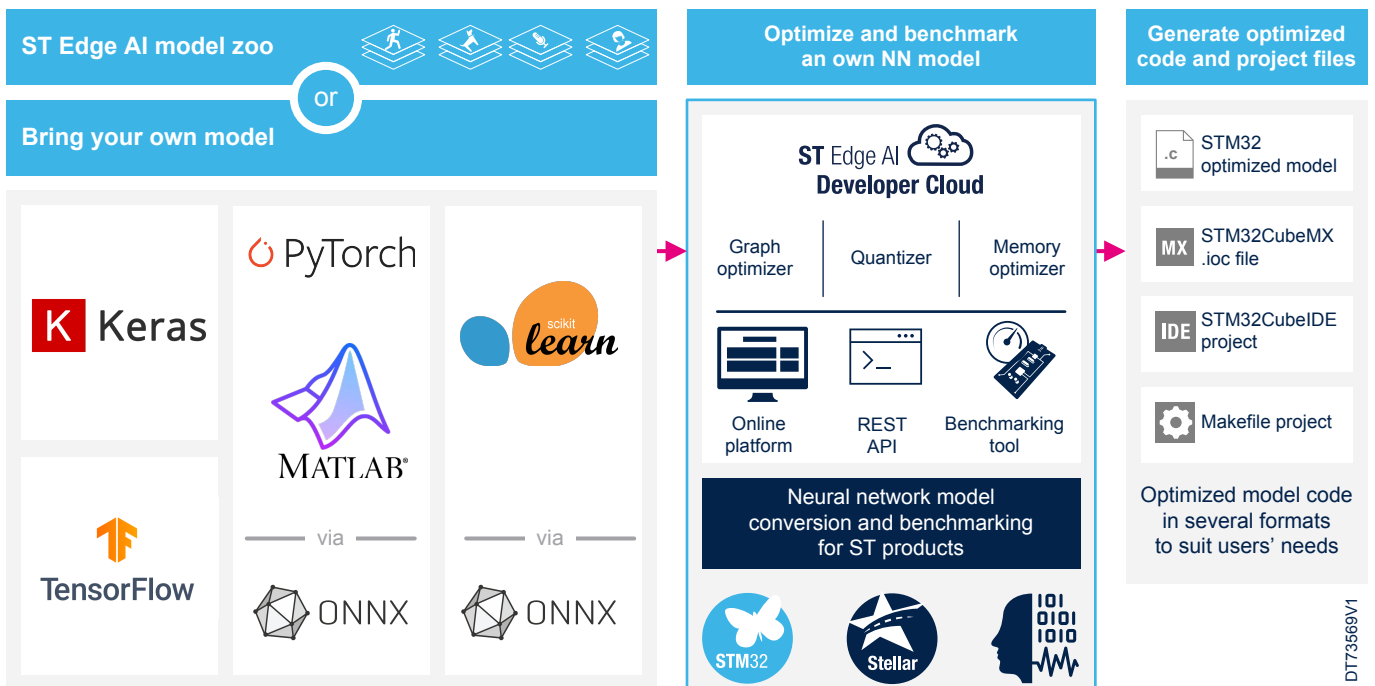 ST Edge AI model zoo
or
Bring your own model
K Keras
TensorFlow
PyTorch
MATLAB®
via
ONNX
scikit
learn
via
ONNX
Optimize and benchmark
an own NN model
ST Edge AI
Developer Cloud
Graph
optimizer
Quantizer
Memory
optimizer
>_
Online
platform
REST
API
Benchmarking
tool
Neural network model
conversion and benchmarking
for ST products
STM32
Stellar
101
0101
1010
Generate optimized
code and project files
.c
STM32
optimized model
MX
STM32CubeMX
.ioc file
IDE
STM32CubeIDE
project
Makefile project
Optimized model code
in several formats
to suit users’ needs
DT73569V1